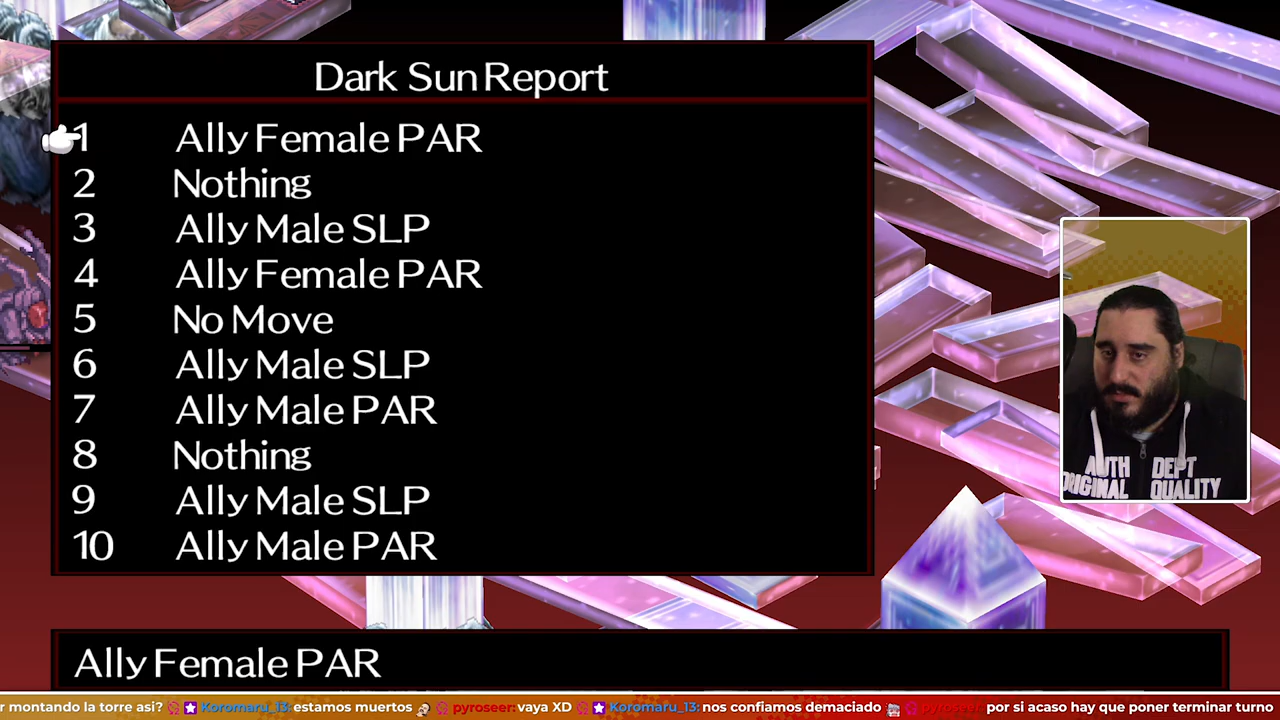 Dark Sun Report
1 Ally Female PAR
2 Nothing
3 Ally Male SLP
4 Ally Female PAR
5 No Move
6 Ally Male SLP
7 Ally Male PAR
8 Nothing
9 Ally Male SLP
10 Ally Male PAR
AUTH DEPT
ORIGINAL QUALITY
Ally Female PAR
r montando la torre asi? Koromaru_13: estamos muertos pyroseer: vaya XD Koromaru_13: nos confiamos demaciado pyroseer: por si acaso hay que poner terminar turno